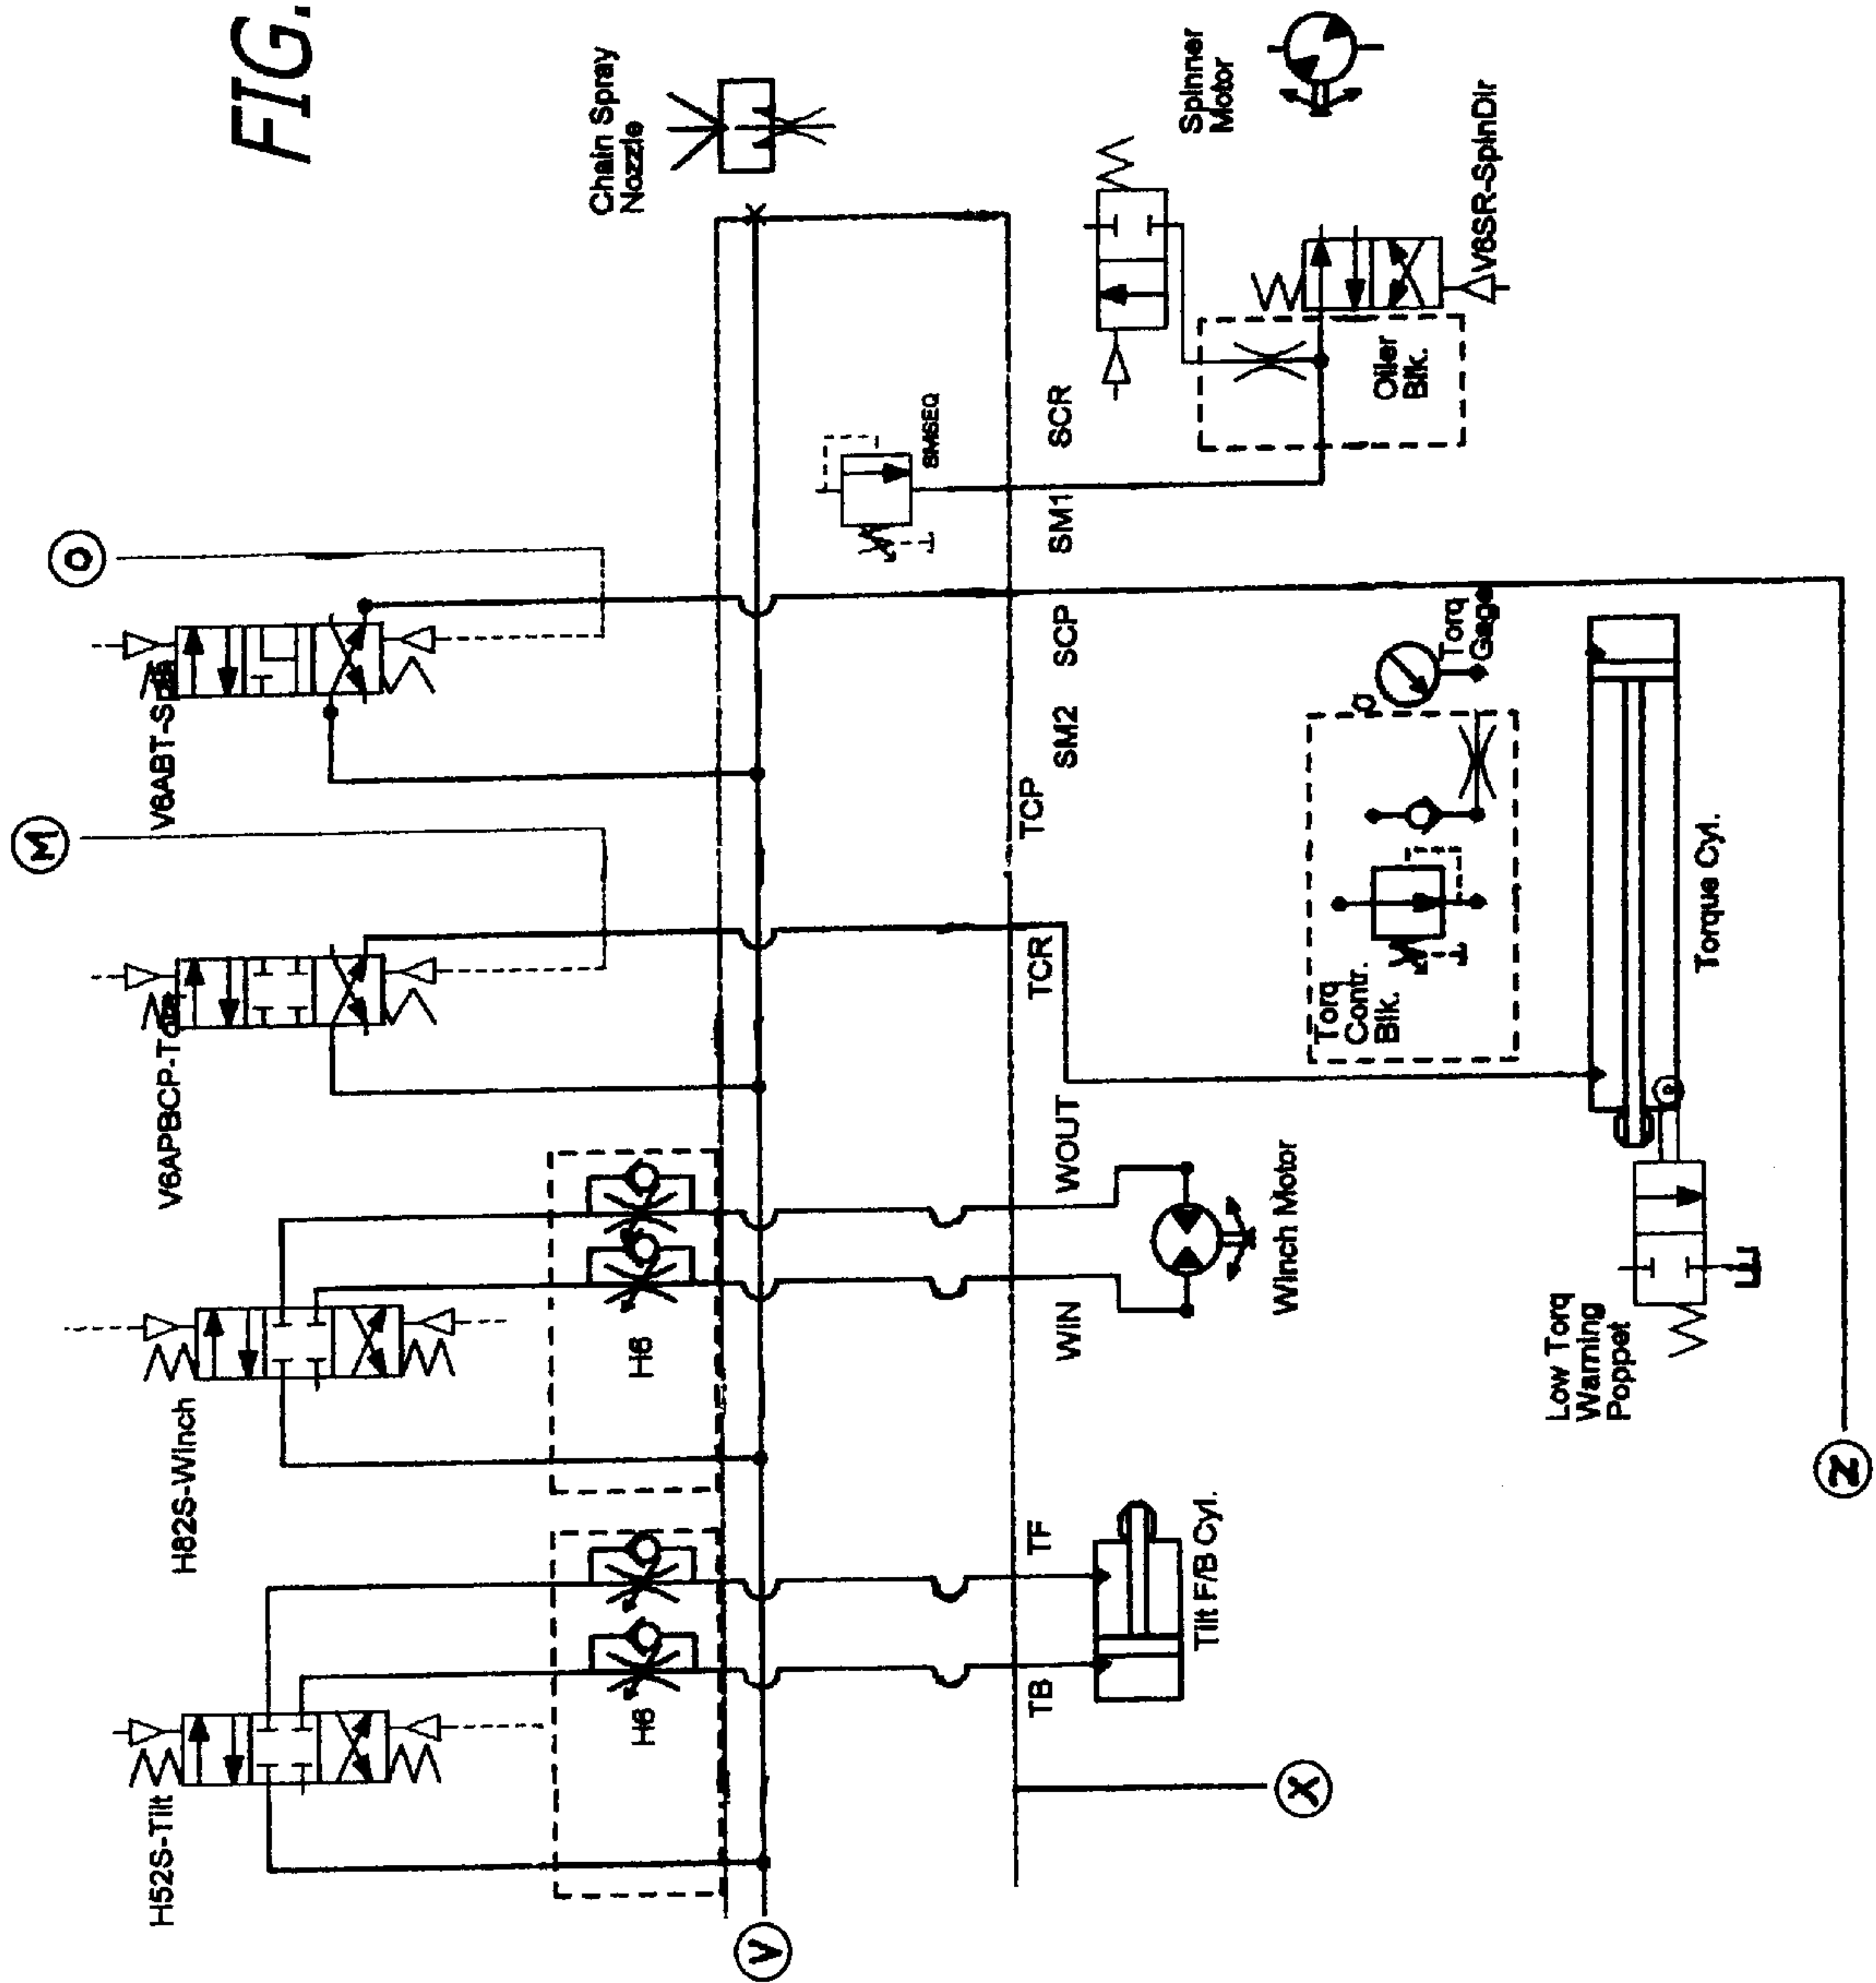 FIG.
M
O
H52S-Tilt
H82S-Winch
V6APBCP-Torq
V6ABT-Spin
Chain Spray
Nozzle
H6
H6
V
SMSEQ
TB
TF
WIN
WOUT
TCR
TCP
SM2
SCP
SM1
SCR
Spinner
Motor
Oiler
Blk.
V6SR-SpinDir
X
Tilt F/B Cyl.
Winch Motor
Torq
Contr.
Blk.
Torq
Gage
Low Torq
Warning
Poppet
Torque Cyl.
Z